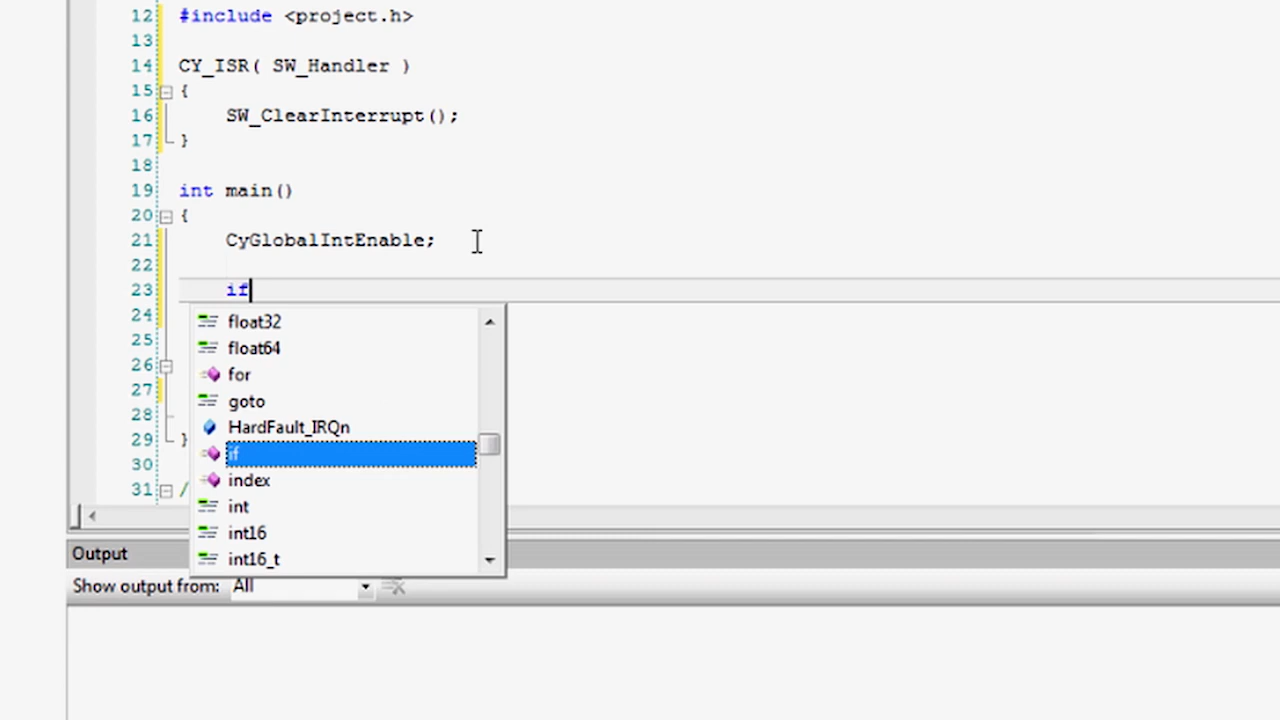 12 #include <project.h>
13
14 CY_ISR( SW_Handler )
15 {
16 SW_ClearInterrupt();
17 }
18
19 int main()
20 {
21 CyGlobalIntEnable;
22
23 if
24
25
26
27
28
29 }
30
31 /
float32
float64
for
goto
HardFault_IRQn
if
index
int
int16
int16_t
Output
Show output from: All